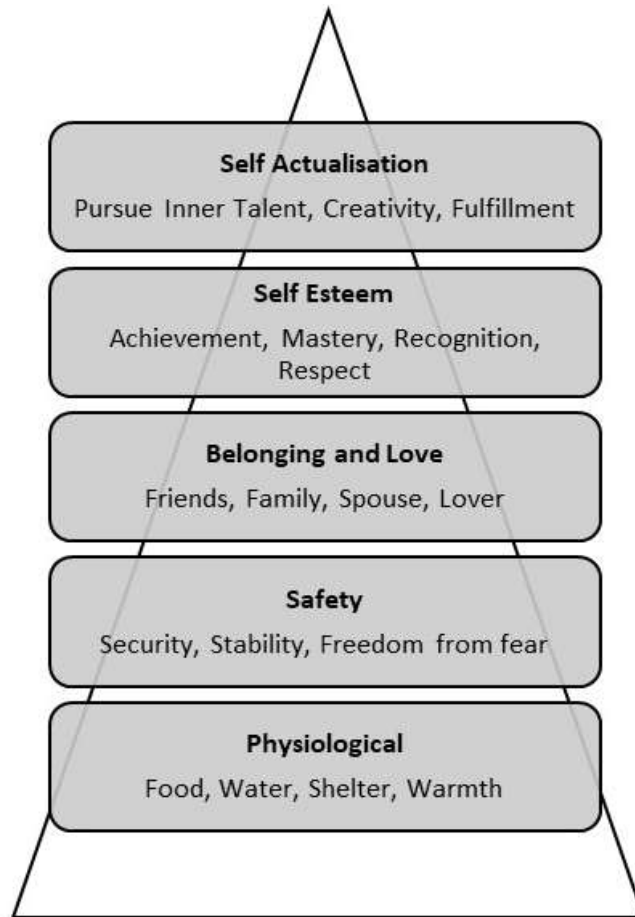 Self Actualisation
Pursue Inner Talent, Creativity, Fulfillment
Self Esteem
Achievement, Mastery, Recognition,
Respect
Belonging and Love
Friends, Family, Spouse, Lover
Safety
Security, Stability, Freedom from fear
Physiological
Food, Water, Shelter, Warmth